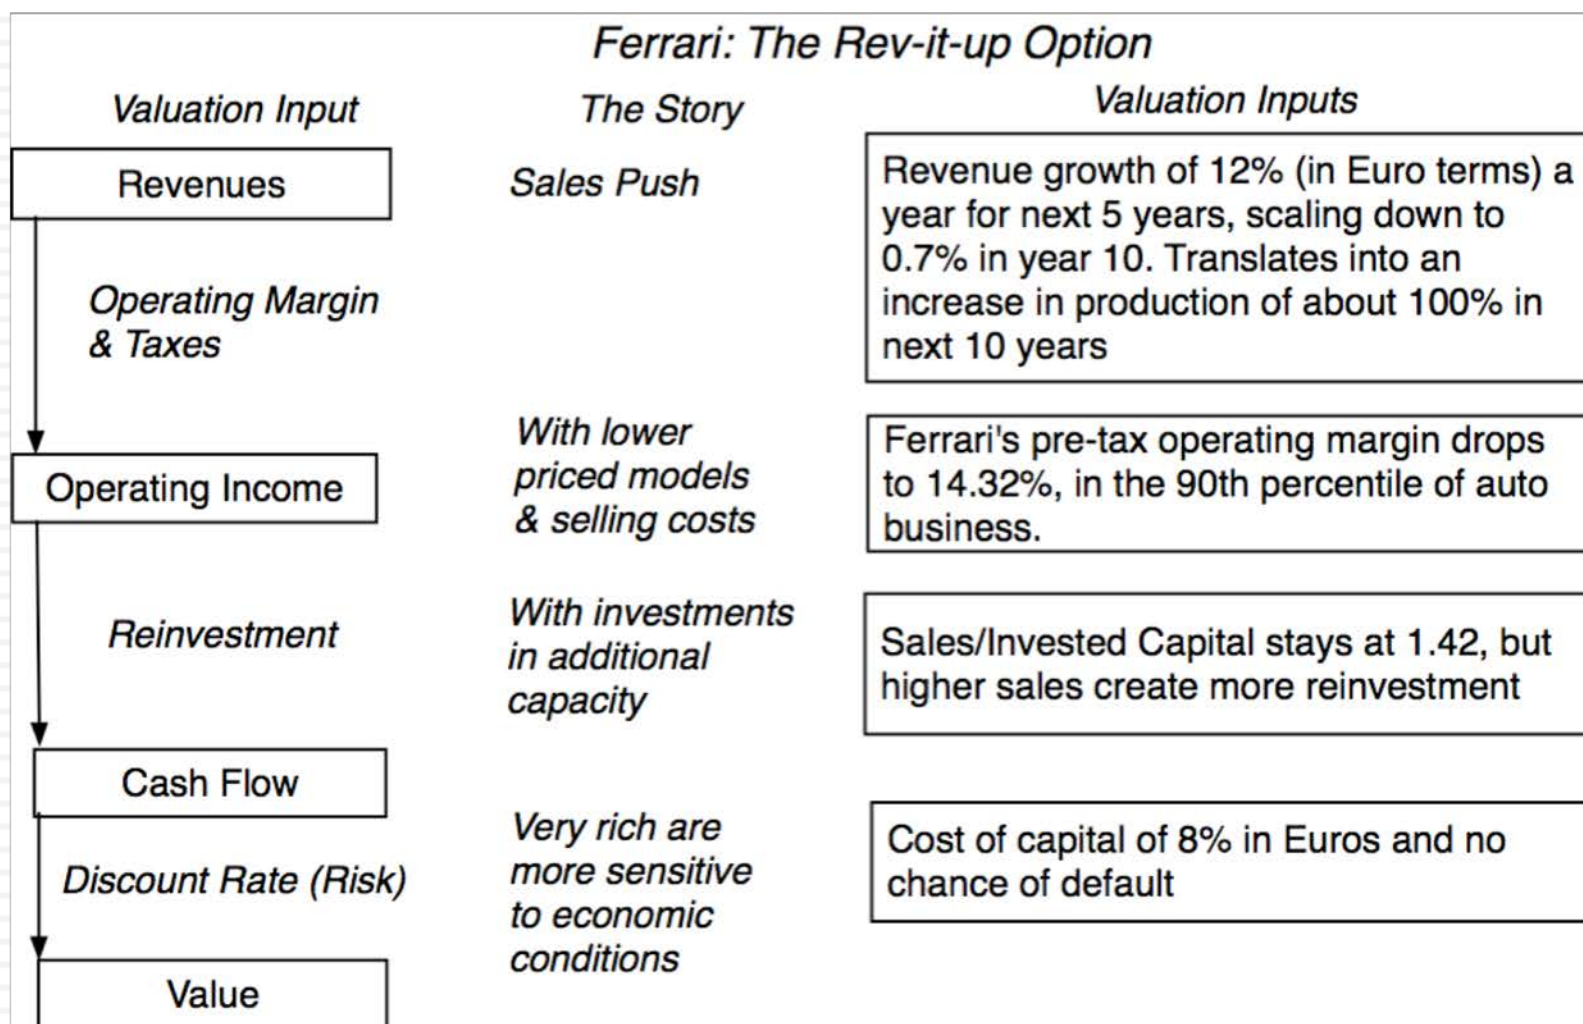 Ferrari: The Rev-it-up Option
Valuation Input
The Story
Valuation Inputs
Revenues
Sales Push
Revenue growth of 12% (in Euro terms) a
year for next 5 years, scaling down to
0.7% in year 10. Translates into an
increase in production of about 100% in
next 10 years
Operating Margin
& Taxes
Operating Income
With lower
priced models
& selling costs
Ferrari's pre-tax operating margin drops
to 14.32%, in the 90th percentile of auto
business.
Reinvestment
With investments
in additional
capacity
Sales/Invested Capital stays at 1.42, but
higher sales create more reinvestment
Cash Flow
Discount Rate (Risk)
Very rich are
more sensitive
to economic
conditions
Cost of capital of 8% in Euros and no
chance of default
Value